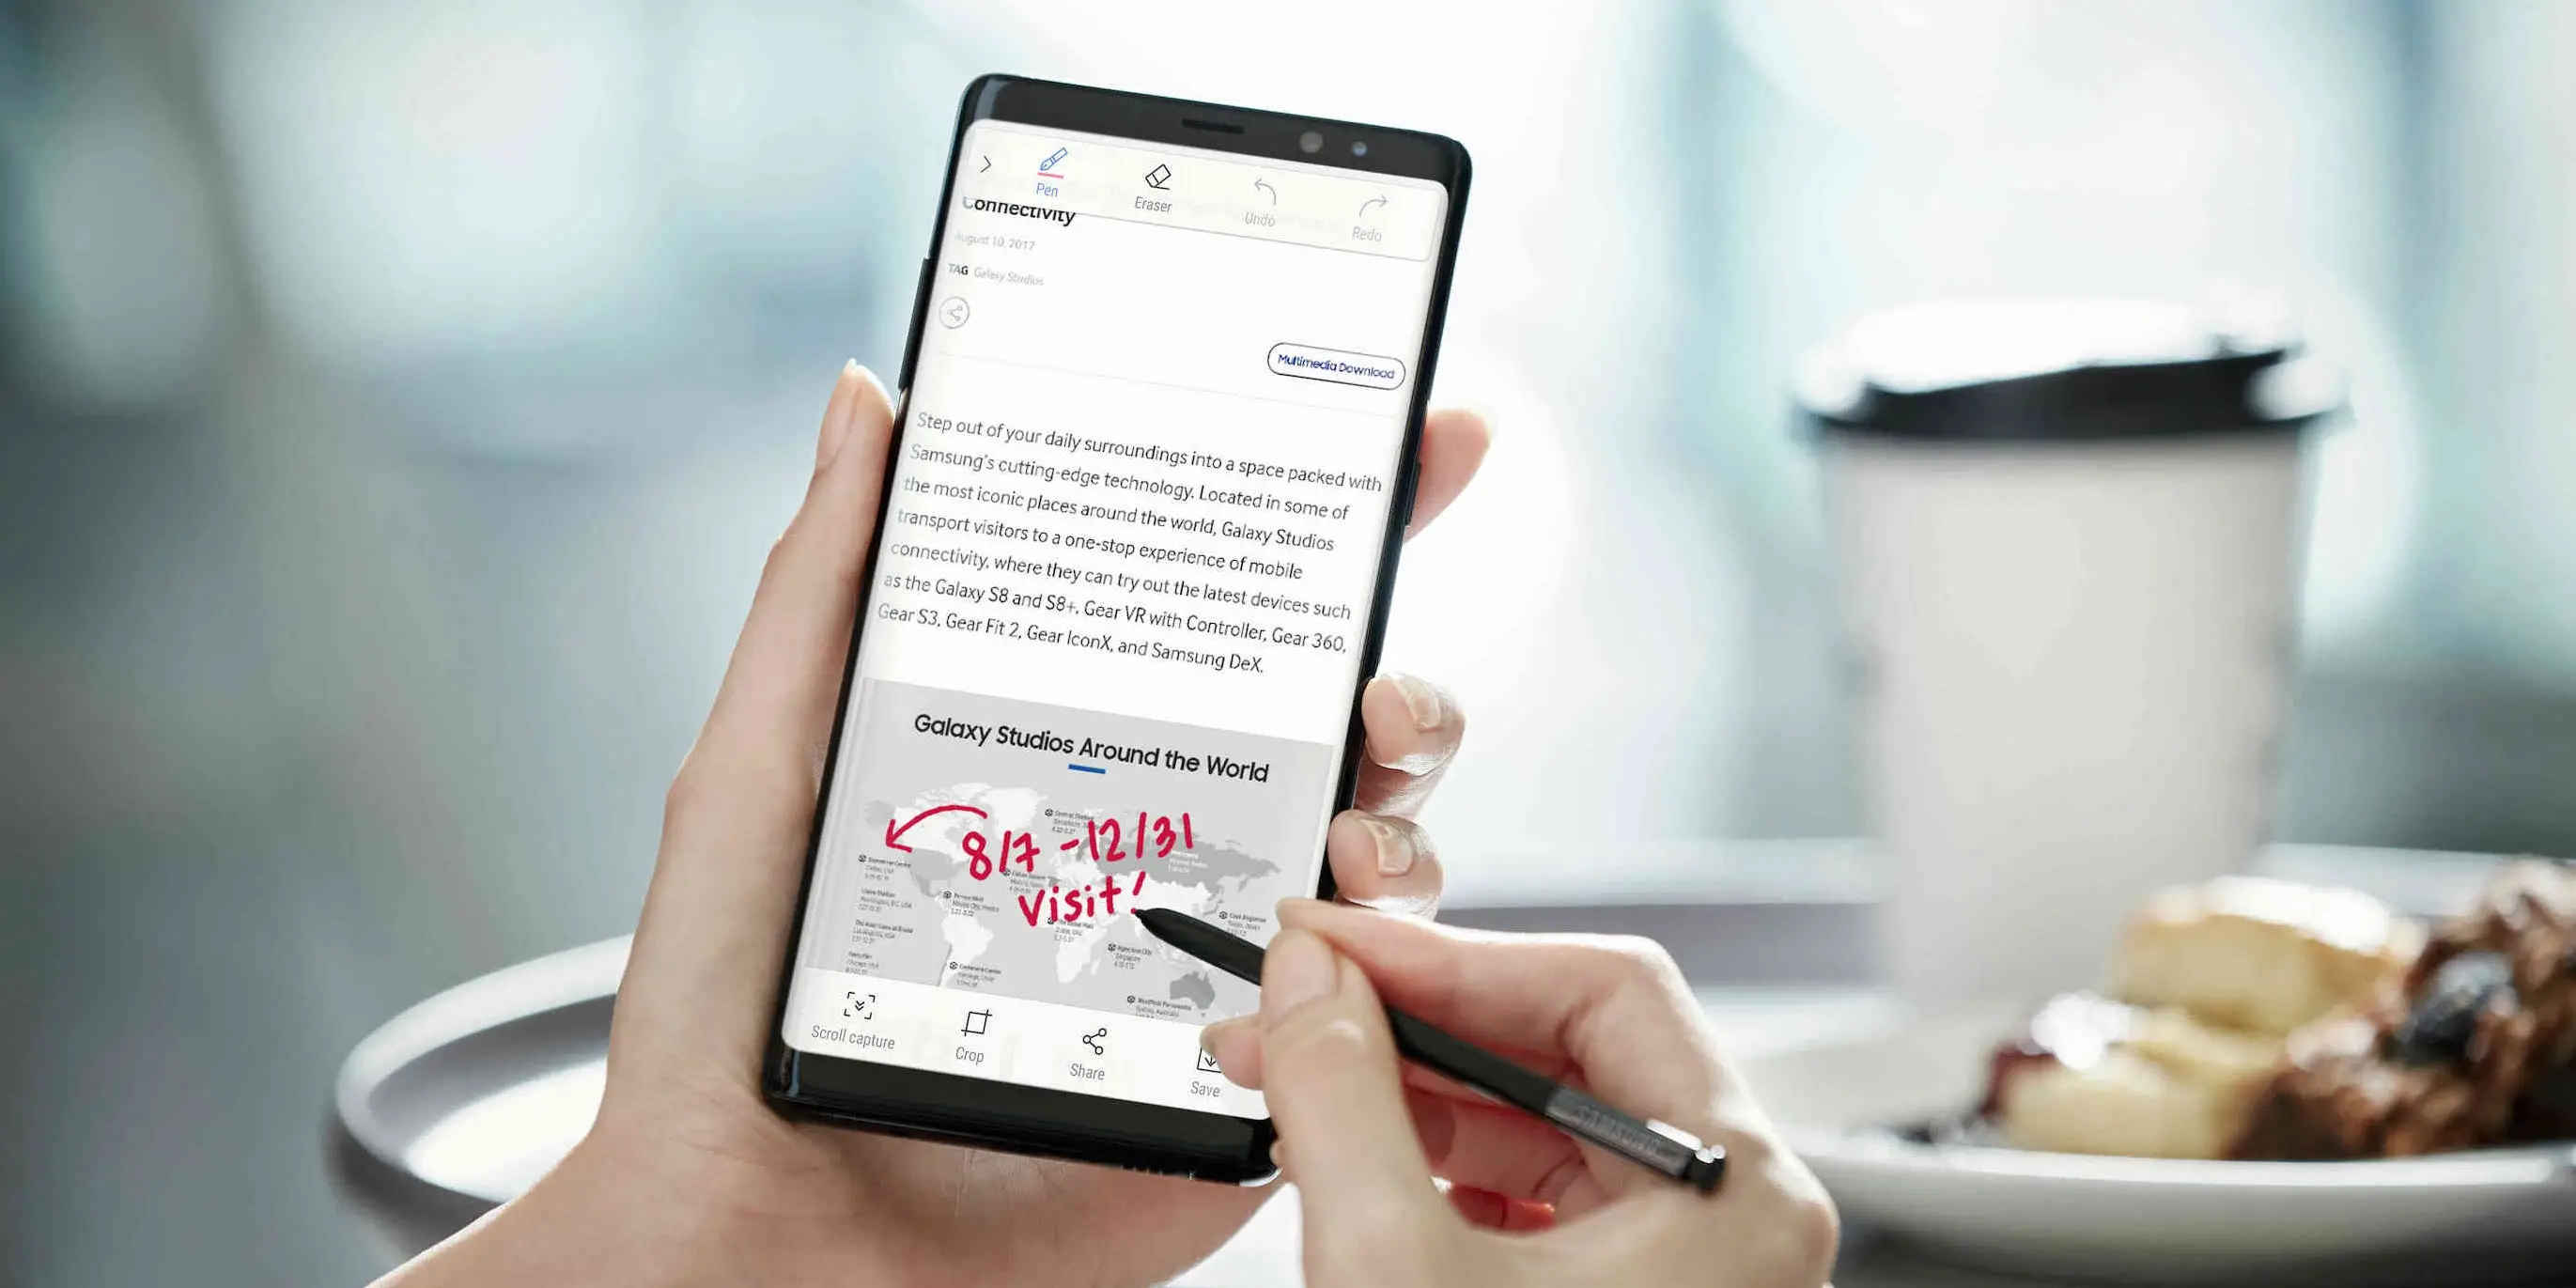 Pen
Eraser
Undo
Redo
Connectivity
August 10, 2017
TAG Galaxy Studios
Multimedia Download
Step out of your daily surroundings into a space packed with
Samsung's cutting-edge technology. Located in some of
the most iconic places around the world, Galaxy Studios
transport visitors to a one-stop experience of mobile
connectivity, where they can try out the latest devices such
as the Galaxy S8 and S8+, Gear VR with Controller, Gear 360,
Gear S3, Gear Fit 2, Gear IconX, and Samsung DeX.
Galaxy Studios Around the World
8/7 - 12/31
visit!
Scroll capture
Crop
Share
Save
SAMSUNG